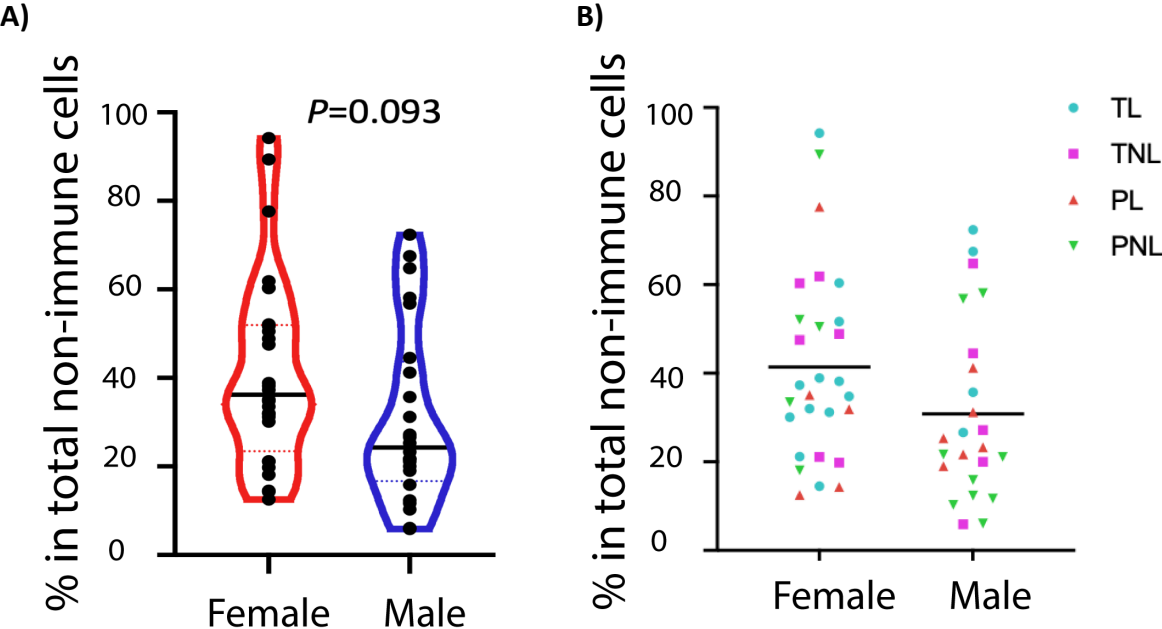 A)
% in total non-immune cells
100
80
60
40
20
0
P=0.093
Female
Male
B)
% in total non-immune cells
100
80
60
40
20
0
TL
TNL
PL
PNL
Female
Male